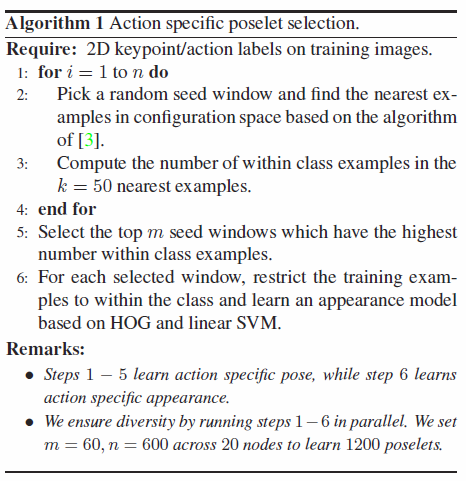 Algorithm 1 Action specific poselet selection.
Require: 2D keypoint/action labels on training images.
1: for i = 1 to n do
2: Pick a random seed window and find the nearest ex-
amples in configuration space based on the algorithm
of [3].
3: Compute the number of within class examples in the
k = 50 nearest examples.
4: end for
5: Select the top m seed windows which have the highest
number within class examples.
6: For each selected window, restrict the training exam-
ples to within the class and learn an appearance model
based on HOG and linear SVM.
Remarks:
• Steps 1 − 5 learn action specific pose, while step 6 learns
action specific appearance.
• We ensure diversity by running steps 1−6 in parallel. We set
m = 60, n = 600 across 20 nodes to learn 1200 poselets.